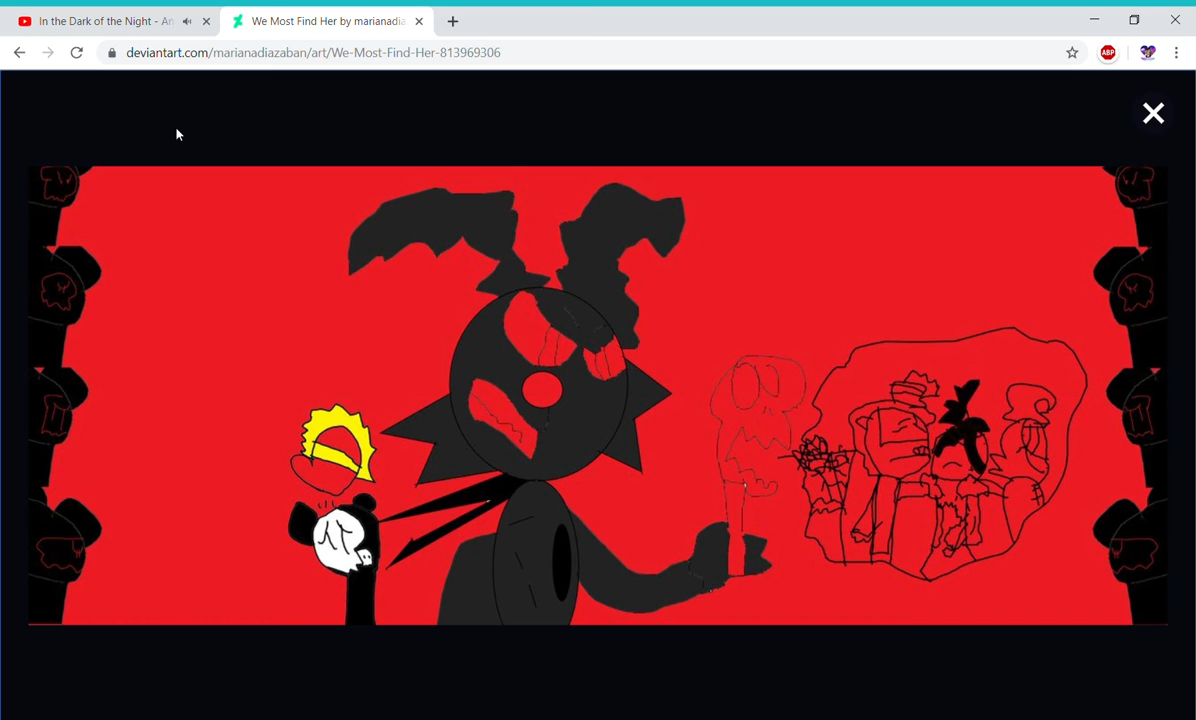 In the Dark of the Night - An
We Most Find Her by marianadia
deviantart.com/marianadiazaban/art/We-Most-Find-Her-813969306
ABP